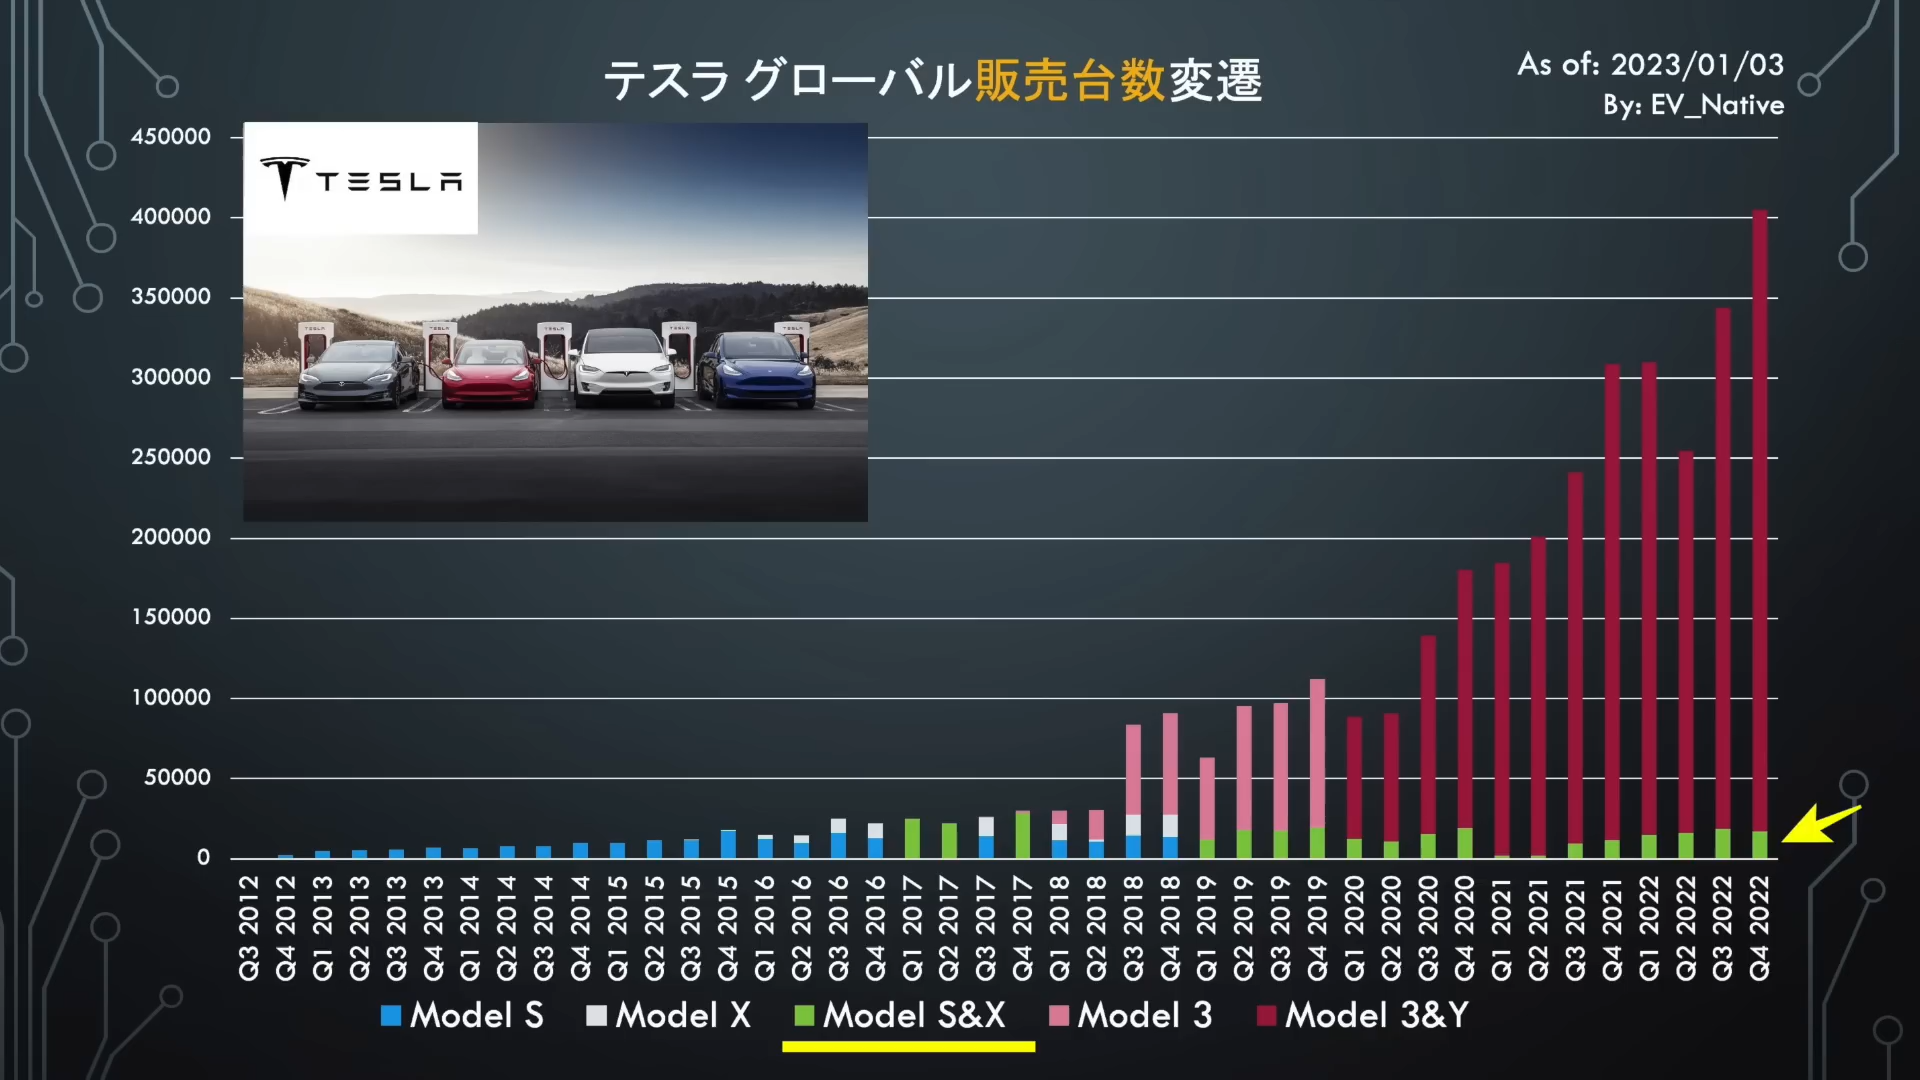 テスラ グローバル販売台数変遷
As of: 2023/01/03
By: EV_Native
TESLA
450000
400000
350000
300000
250000
200000
150000
100000
50000
0
Q3 2012
Q4 2012
Q1 2013
Q2 2013
Q3 2013
Q4 2013
Q1 2014
Q2 2014
Q3 2014
Q4 2014
Q1 2015
Q2 2015
Q3 2015
Q4 2015
Q1 2016
Q2 2016
Q3 2016
Q4 2016
Q1 2017
Q2 2017
Q3 2017
Q4 2017
Q1 2018
Q2 2018
Q3 2018
Q4 2018
Q1 2019
Q2 2019
Q3 2019
Q4 2019
Q1 2020
Q2 2020
Q3 2020
Q4 2020
Q1 2021
Q2 2021
Q3 2021
Q4 2021
Q1 2022
Q2 2022
Q3 2022
Q4 2022
Model S Model X Model S&X Model 3 Model 3&Y